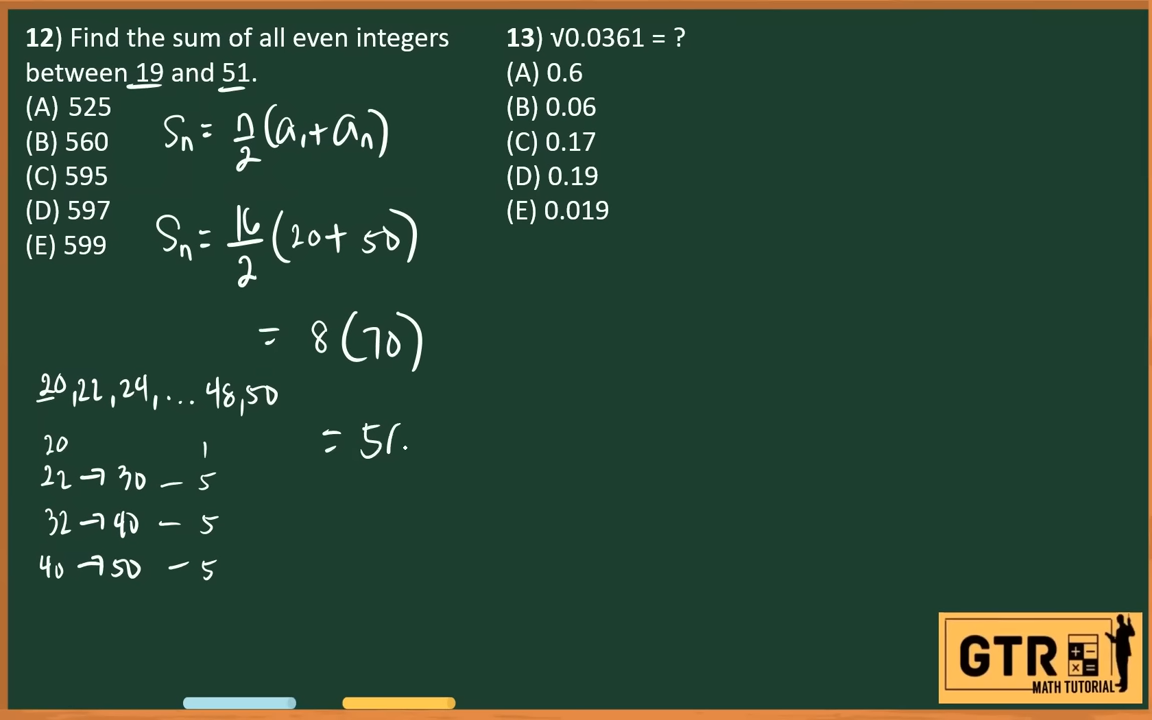 12) Find the sum of all even integers
between 19 and 51.
(A) 525
(B) 560
(C) 595
(D) 597
(E) 599
Sn = n/2 (a1 + an)
Sn = 16/2 (20 + 50)
= 8 (70)
= 5
20, 22, 24, ... 48, 50
20 1
22 → 30 – 5
32 → 40 – 5
40 → 50 – 5
13) √0.0361 = ?
(A) 0.6
(B) 0.06
(C) 0.17
(D) 0.19
(E) 0.019
GTR
MATH TUTORIAL